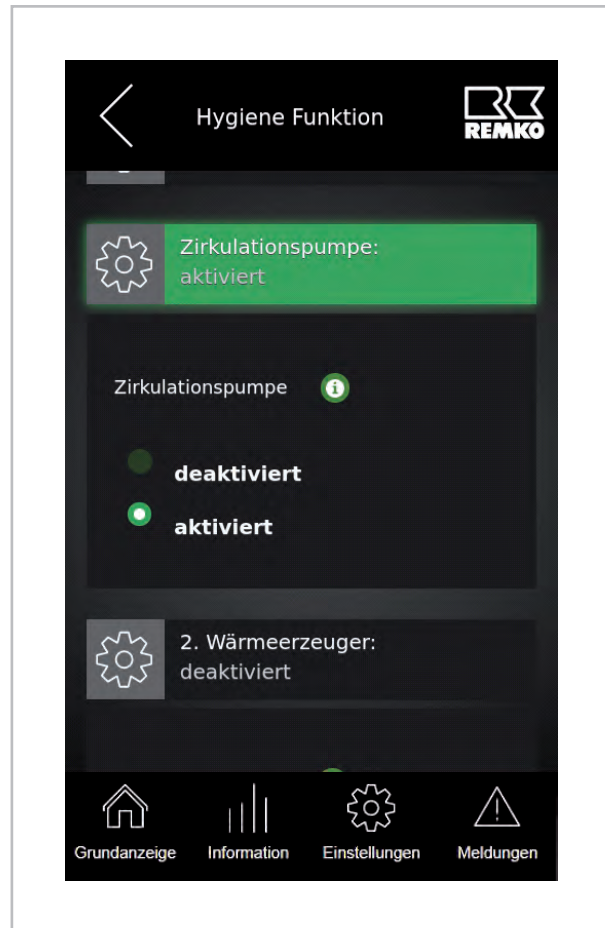 Hygiene Funktion
REMKO
Zirkulationspumpe:
aktiviert
Zirkulationspumpe
deaktiviert
aktiviert
2. Wärmeerzeuger:
deaktiviert
Grundanzeige Information Einstellungen Meldungen